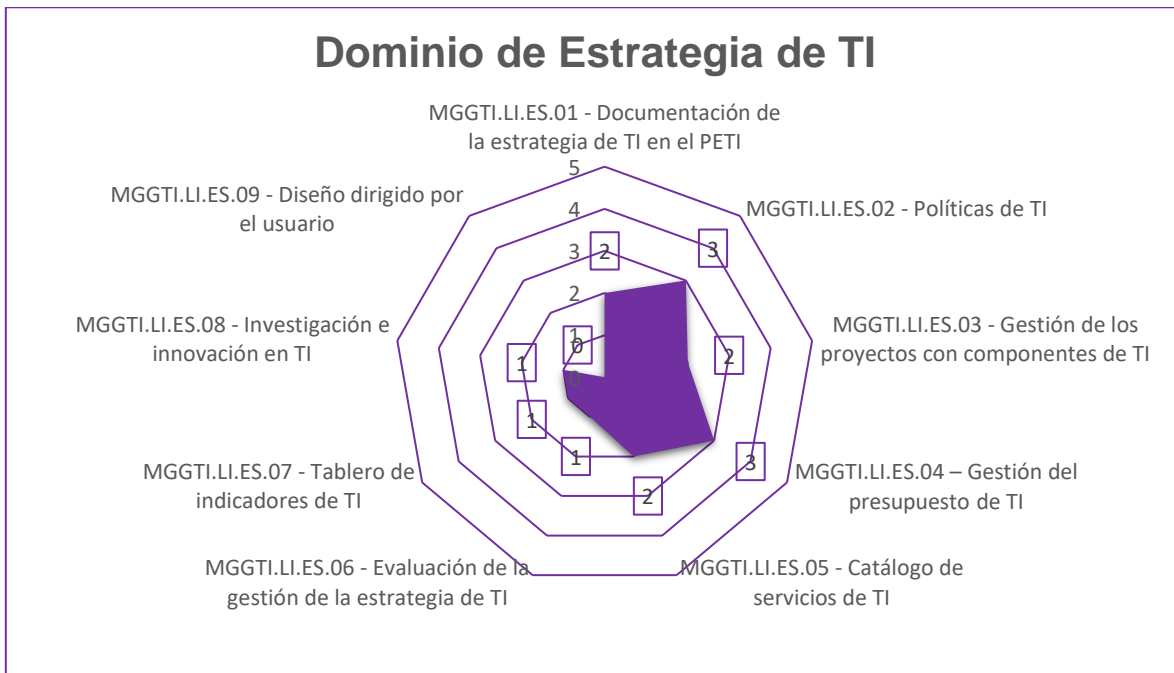 Dominio de Estrategia de TI
MGGTI.LI.ES.01 - Documentación de
la estrategia de TI en el PETI
5
4
3
2
1
0
MGGTI.LI.ES.02 - Políticas de TI
MGGTI.LI.ES.03 - Gestión de los
proyectos con componentes de TI
MGGTI.LI.ES.04 – Gestión del
presupuesto de TI
MGGTI.LI.ES.05 - Catálogo de
servicios de TI
MGGTI.LI.ES.06 - Evaluación de la
gestión de la estrategia de TI
MGGTI.LI.ES.07 - Tablero de
indicadores de TI
MGGTI.LI.ES.08 - Investigación e
innovación en TI
MGGTI.LI.ES.09 - Diseño dirigido por
el usuario
2
3
2
3
2
1
1
1
0